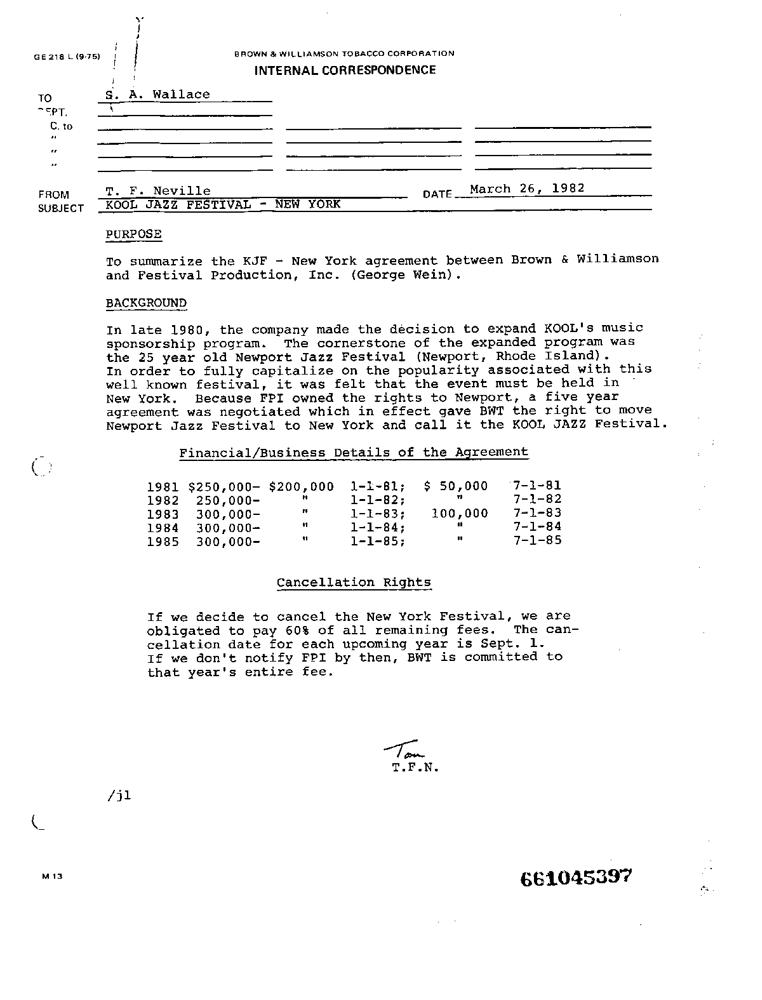 GE 218 L (9-75)
BROWN & WILLIAMSON TOBACCO CORPORATION
INTERNAL CORRESPONDENCE
TO S. A. Wallace
DEPT.
C. to
"
"
"
FROM T. F. Neville DATE March 26, 1982
SUBJECT KOOL JAZZ FESTIVAL - NEW YORK
PURPOSE
To summarize the KJF - New York agreement between Brown & Williamson
and Festival Production, Inc. (George Wein).
BACKGROUND
In late 1980, the company made the decision to expand KOOL's music
sponsorship program. The cornerstone of the expanded program was
the 25 year old Newport Jazz Festival (Newport, Rhode Island).
In order to fully capitalize on the popularity associated with this
well known festival, it was felt that the event must be held in
New York. Because FPI owned the rights to Newport, a five year
agreement was negotiated which in effect gave BWT the right to move
Newport Jazz Festival to New York and call it the KOOL JAZZ Festival.
Financial/Business Details of the Agreement
1981 $250,000- $200,000 1-1-81; $ 50,000 7-1-81
1982 250,000- " 1-1-82; " 7-1-82
1983 300,000- " 1-1-83; 100,000 7-1-83
1984 300,000- " 1-1-84; " 7-1-84
1985 300,000- " 1-1-85; " 7-1-85
Cancellation Rights
If we decide to cancel the New York Festival, we are
obligated to pay 60% of all remaining fees. The can-
cellation date for each upcoming year is Sept. 1.
If we don't notify FPI by then, BWT is committed to
that year's entire fee.
Tom
T.F.N.
/jl
M 13
661045397